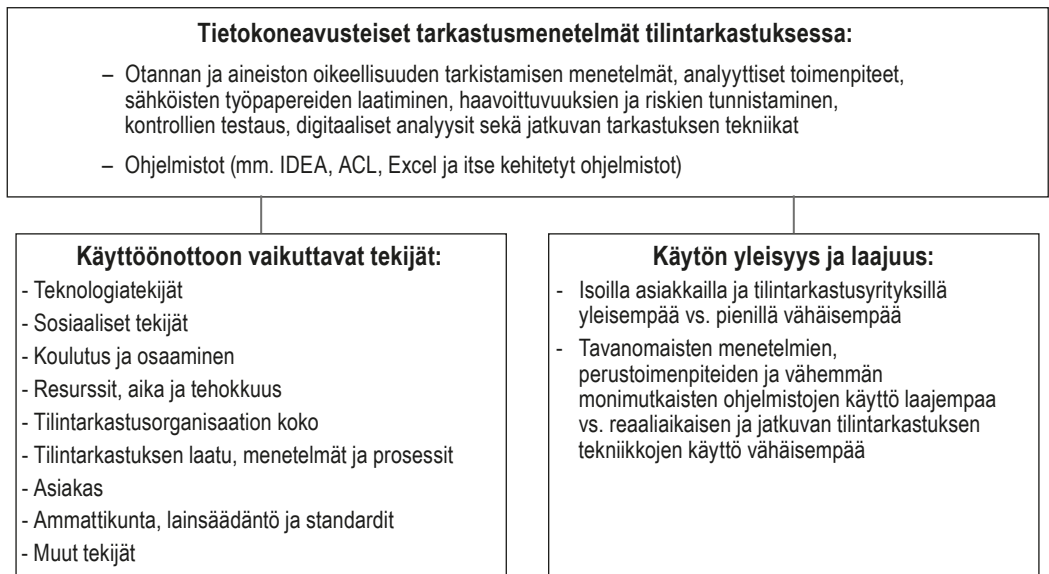 Tietokoneavusteiset tarkastusmenetelmät tilintarkastuksessa:
– Otannan ja aineiston oikeellisuuden tarkistamisen menetelmät, analyyttiset toimenpiteet,
sähköisten työpapereiden laatiminen, haavoittuvuuksien ja riskien tunnistaminen,
kontrollien testaus, digitaaliset analyysit sekä jatkuvan tarkastuksen tekniikat
– Ohjelmistot (mm. IDEA, ACL, Excel ja itse kehitetyt ohjelmistot)
Käyttöönottoon vaikuttavat tekijät:
- Teknologiatekijät
- Sosiaaliset tekijät
- Koulutus ja osaaminen
- Resurssit, aika ja tehokkuus
- Tilintarkastusorganisaation koko
- Tilintarkastuksen laatu, menetelmät ja prosessit
- Asiakas
- Ammattikunta, lainsäädäntö ja standardit
- Muut tekijät
Käytön yleisyys ja laajuus:
- Isoilla asiakkailla ja tilintarkastusyrityksillä
yleisempää vs. pienillä vähäisempää
- Tavanomaisten menetelmien,
perustoimenpiteiden ja vähemmän
monimutkaisten ohjelmistojen käyttö laajempaa
vs. reaaliaikaisen ja jatkuvan tilintarkastuksen
tekniikkojen käyttö vähäisempää